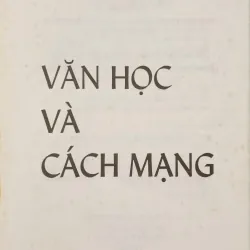 VĂN HỌC
VÀ
CÁCH MẠNG